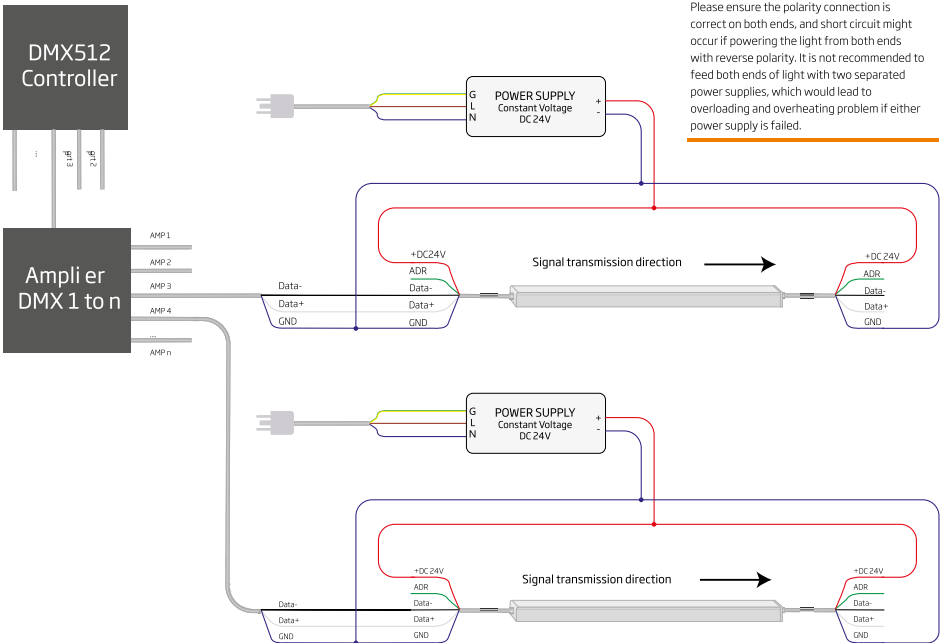 Please ensure the polarity connection is
correct on both ends, and short circuit might
occur if powering the light from both ends
with reverse polarity. It is not recommended to
feed both ends of light with two separated
power supplies, which would lead to
overloading and overheating problem if either
power supply is failed.
DMX512
Controller
...
prt 3
prt 2
Ampli er
DMX 1 to n
AMP 1
AMP 2
AMP 3
AMP 4
...
AMP n
G
L
N
POWER SUPPLY
Constant Voltage
DC 24V
+
-
Data-
Data+
GND
+DC24V
ADR
Data-
Data+
GND
Signal transmission direction
+DC 24V
ADR
Data-
Data+
GND
G
L
N
POWER SUPPLY
Constant Voltage
DC 24V
+
-
Data-
Data+
GND
+DC 24V
ADR
Data-
Data+
GND
Signal transmission direction
+DC 24V
ADR
Data-
Data+
GND